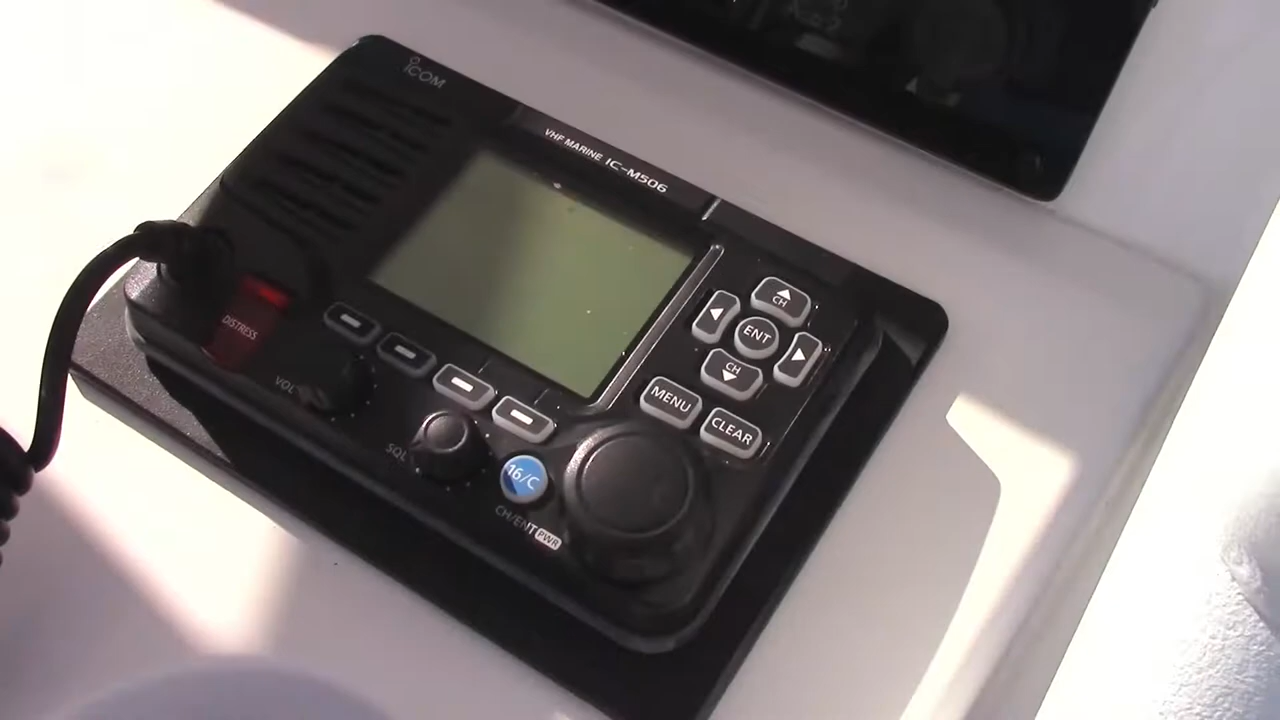 ICOM
VHF MARINE IC-M506
DISTRESS
VOL
SQL
16/C
CH/ENT PWR
CH
ENT
CH
MENU
CLEAR